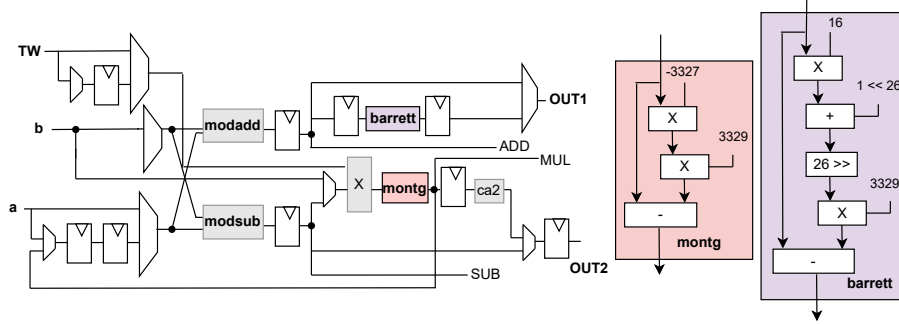 TW
b
a
modadd
barrett
OUT1
ADD
MUL
X
montg
ca2
modsub
OUT2
SUB
-3327
X
3329
X
-
montg
16
X
1 << 26
+
26 >>
3329
X
-
barrett